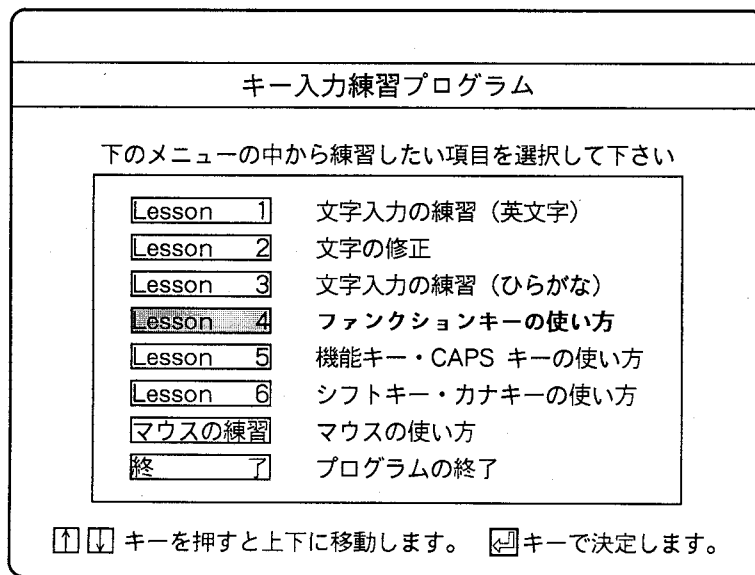 キー入力練習プログラム
下のメニューの中から練習したい項目を選択して下さい
Lesson 1 文字入力の練習（英文字）
Lesson 2 文字の修正
Lesson 3 文字入力の練習（ひらがな）
Lesson 4 ファンクションキーの使い方
Lesson 5 機能キー・CAPS キーの使い方
Lesson 6 シフトキー・カナキーの使い方
マウスの練習 マウスの使い方
終 了 プログラムの終了
↑ ↓ キーを押すと上下に移動します。 ↵ キーで決定します。